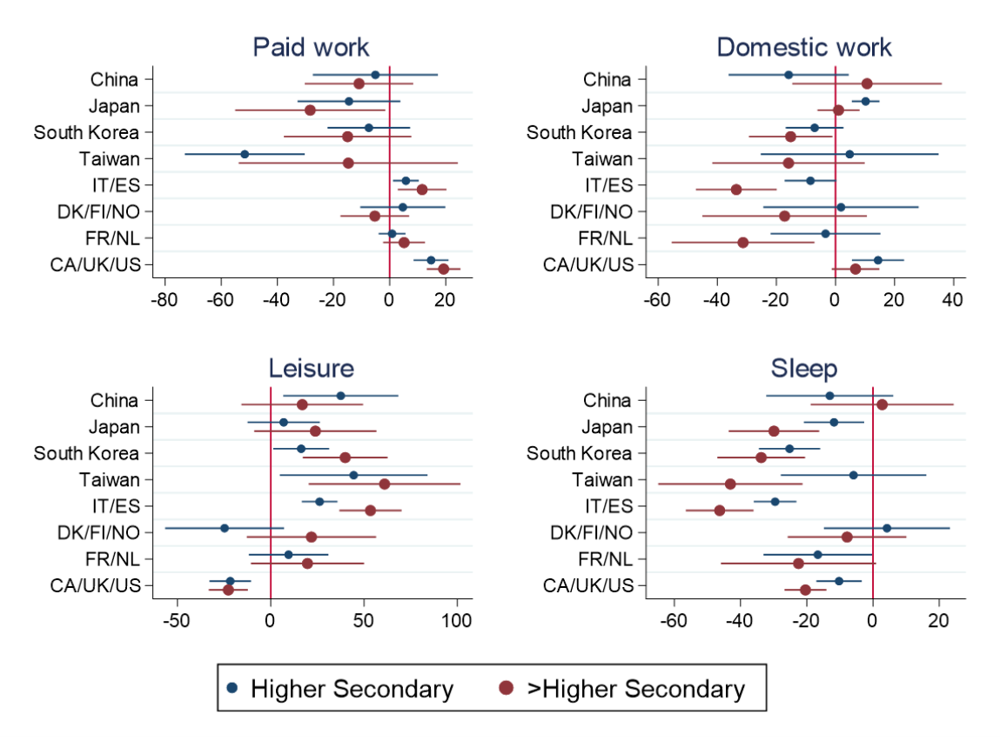 Paid work
China
Japan
South Korea
Taiwan
IT/ES
DK/FI/NO
FR/NL
CA/UK/US
-80 -60 -40 -20 0 20
Domestic work
China
Japan
South Korea
Taiwan
IT/ES
DK/FI/NO
FR/NL
CA/UK/US
-60 -40 -20 0 20 40
Leisure
China
Japan
South Korea
Taiwan
IT/ES
DK/FI/NO
FR/NL
CA/UK/US
-50 0 50 100
Sleep
China
Japan
South Korea
Taiwan
IT/ES
DK/FI/NO
FR/NL
CA/UK/US
-60 -40 -20 0 20
Higher Secondary >Higher Secondary